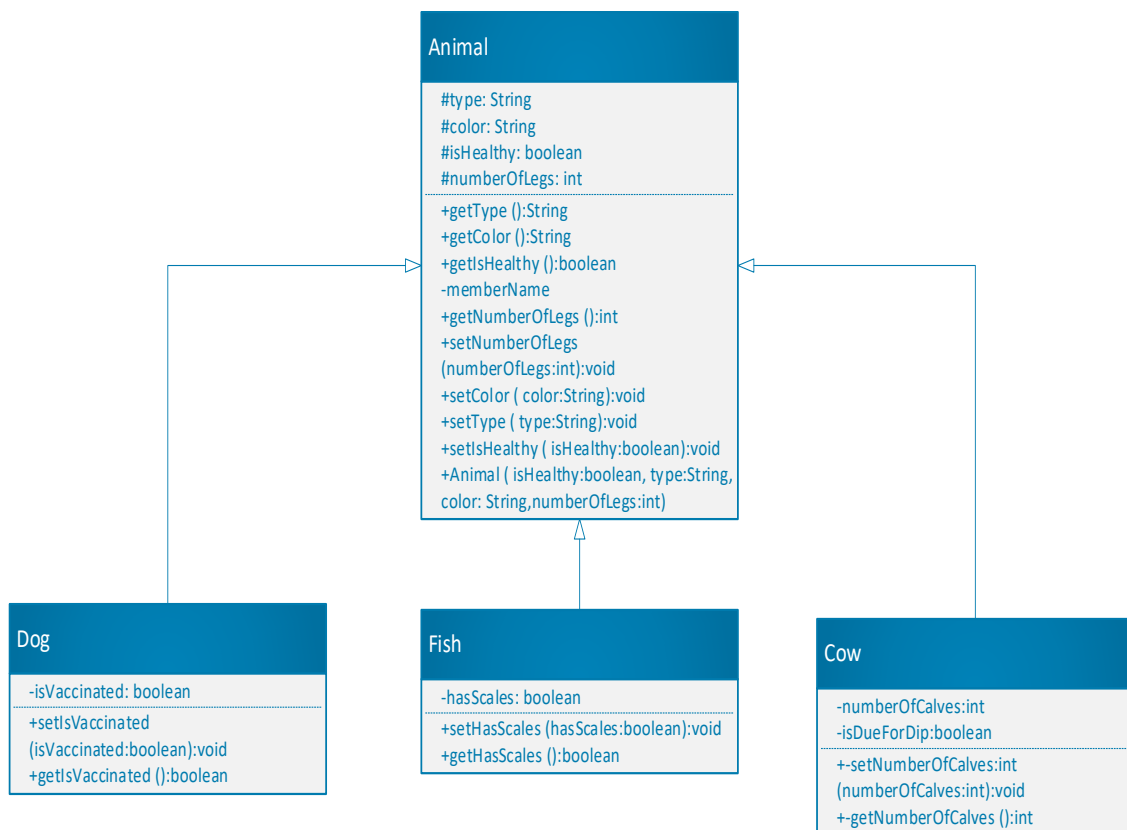 Animal
#type: String
#color: String
#isHealthy: boolean
#numberOfLegs: int
+getType ():String
+getColor ():String
+getIsHealthy ():boolean
-memberName
+getNumberOfLegs ():int
+setNumberOfLegs
(numberOfLegs:int):void
+setColor ( color:String):void
+setType ( type:String):void
+setIsHealthy ( isHealthy:boolean):void
+Animal ( isHealthy:boolean, type:String,
color: String,numberOfLegs:int)
Dog
-isVaccinated: boolean
+setIsVaccinated
(isVaccinated:boolean):void
+getIsVaccinated ():boolean
Fish
-hasScales: boolean
+setHasScales (hasScales:boolean):void
+getHasScales ():boolean
Cow
-numberOfCalves:int
-isDueForDip:boolean
+-setNumberOfCalves:int
(numberOfCalves:int):void
+-getNumberOfCalves ():int